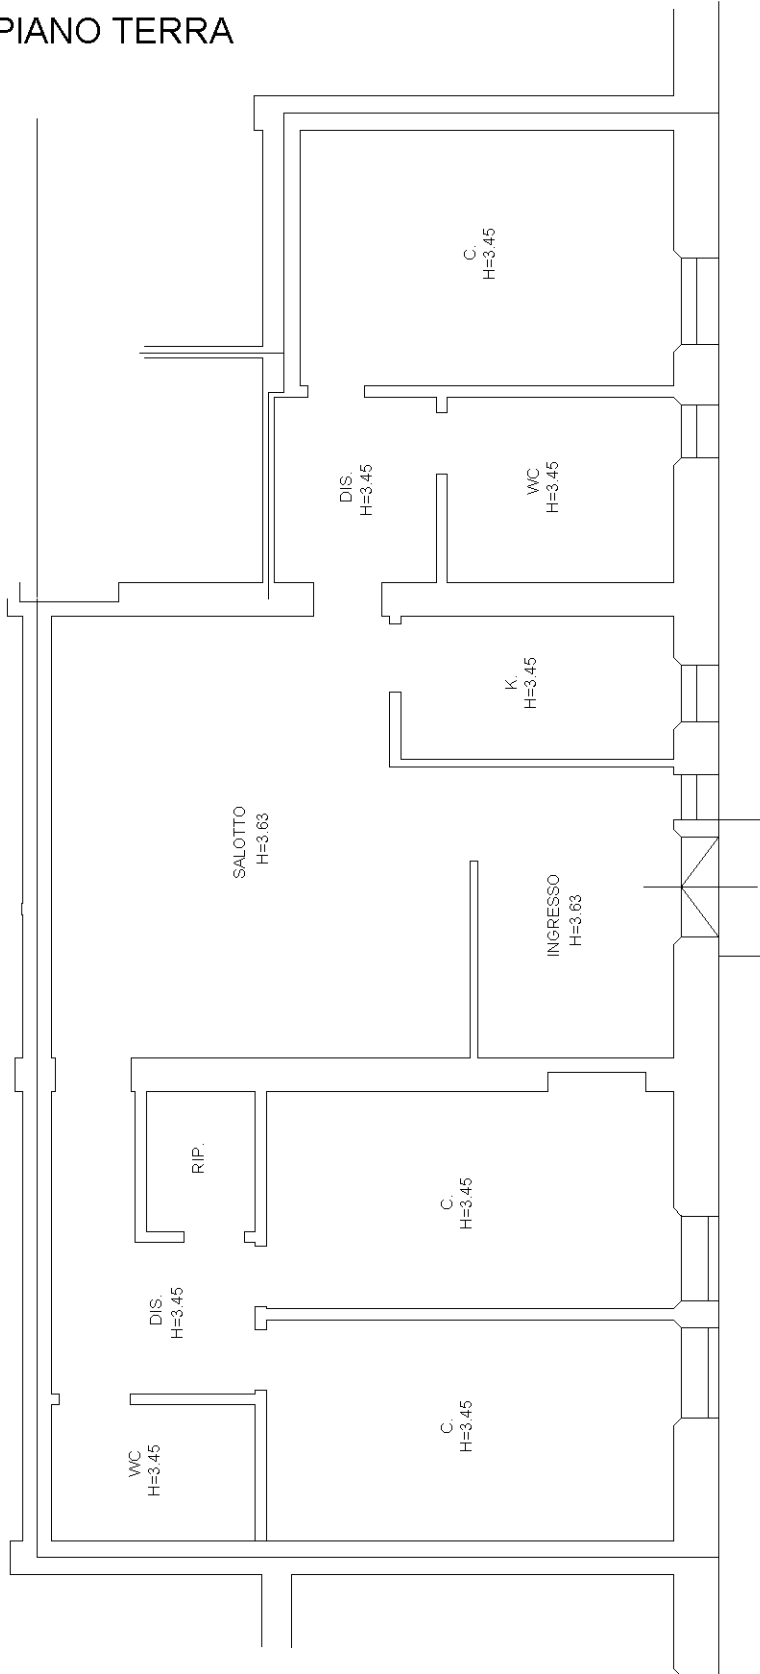 PIANO TERRA
C.
H=3.45
DIS.
H=3.45
WC
H=3.45
K.
H=3.45
SALOTTO
H=3.63
INGRESSO
H=3.63
RIP.
C.
H=3.45
DIS.
H=3.45
C.
H=3.45
WC
H=3.45